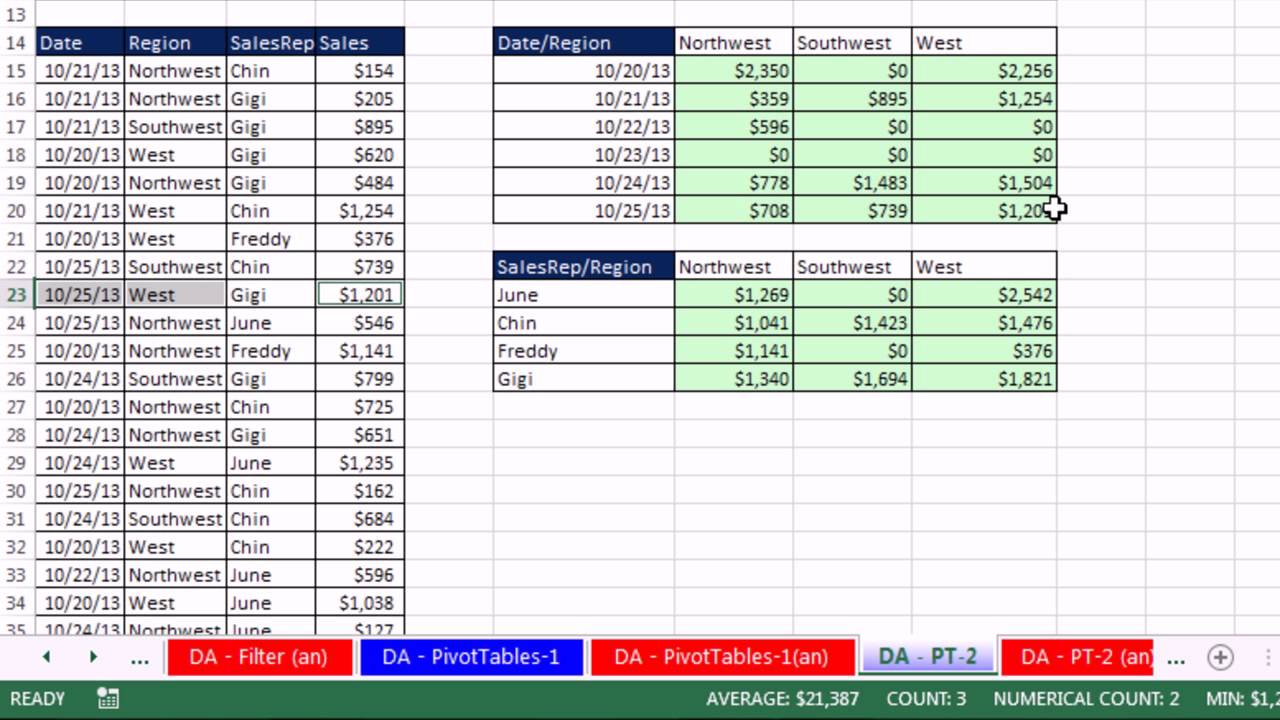 13
14 Date Region SalesRep Sales Date/Region Northwest Southwest West
15 10/21/13 Northwest Chin $154 10/20/13 $2,350 $0 $2,256
16 10/21/13 Northwest Gigi $205 10/21/13 $359 $895 $1,254
17 10/21/13 Southwest Gigi $895 10/22/13 $596 $0 $0
18 10/20/13 West Gigi $620 10/23/13 $0 $0 $0
19 10/20/13 Northwest Gigi $484 10/24/13 $778 $1,483 $1,504
20 10/21/13 West Chin $1,254 10/25/13 $708 $739
21 10/20/13 West Freddy $376
22 10/25/13 Southwest Chin $739 SalesRep/Region Northwest Southwest West
23 10/25/13 West Gigi $1,201 June $1,269 $0 $2,542
24 10/25/13 Northwest June $546 Chin $1,041 $1,423 $1,476
25 10/20/13 Northwest Freddy $1,141 Freddy $1,141 $0 $376
26 10/24/13 Southwest Gigi $799 Gigi $1,340 $1,694 $1,821
27 10/20/13 Northwest Chin $725
28 10/24/13 Northwest Gigi $651
29 10/24/13 West June $1,235
30 10/25/13 Northwest Chin $162
31 10/24/13 Southwest Chin $684
32 10/20/13 West Chin $222
33 10/22/13 Northwest June $596
34 10/20/13 West June $1,038
35 10/24/13 Northwest June $127
... DA - Filter (an) DA - PivotTables-1 DA - PivotTables-1(an) DA - PT-2 DA - PT-2 (an) ...
READY AVERAGE: $21,387 COUNT: 3 NUMERICAL COUNT: 2 MIN: